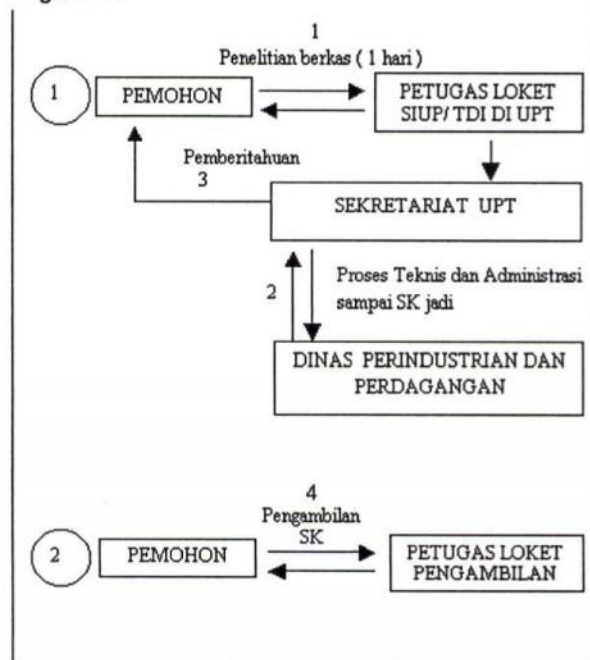 1
Penelitian berkas ( 1 hari )
1
PEMOHON
PETUGAS LOKET
SIUP/ TDI DI UPT
Pemberitahuan
3
SEKRETARIAT UPT
2
Proses Teknis dan Administrasi
sampai SK jadi
DINAS PERINDUSTRIAN DAN
PERDAGANGAN
4
Pengambilan
SK
2
PEMOHON
PETUGAS LOKET
PENGAMBILAN